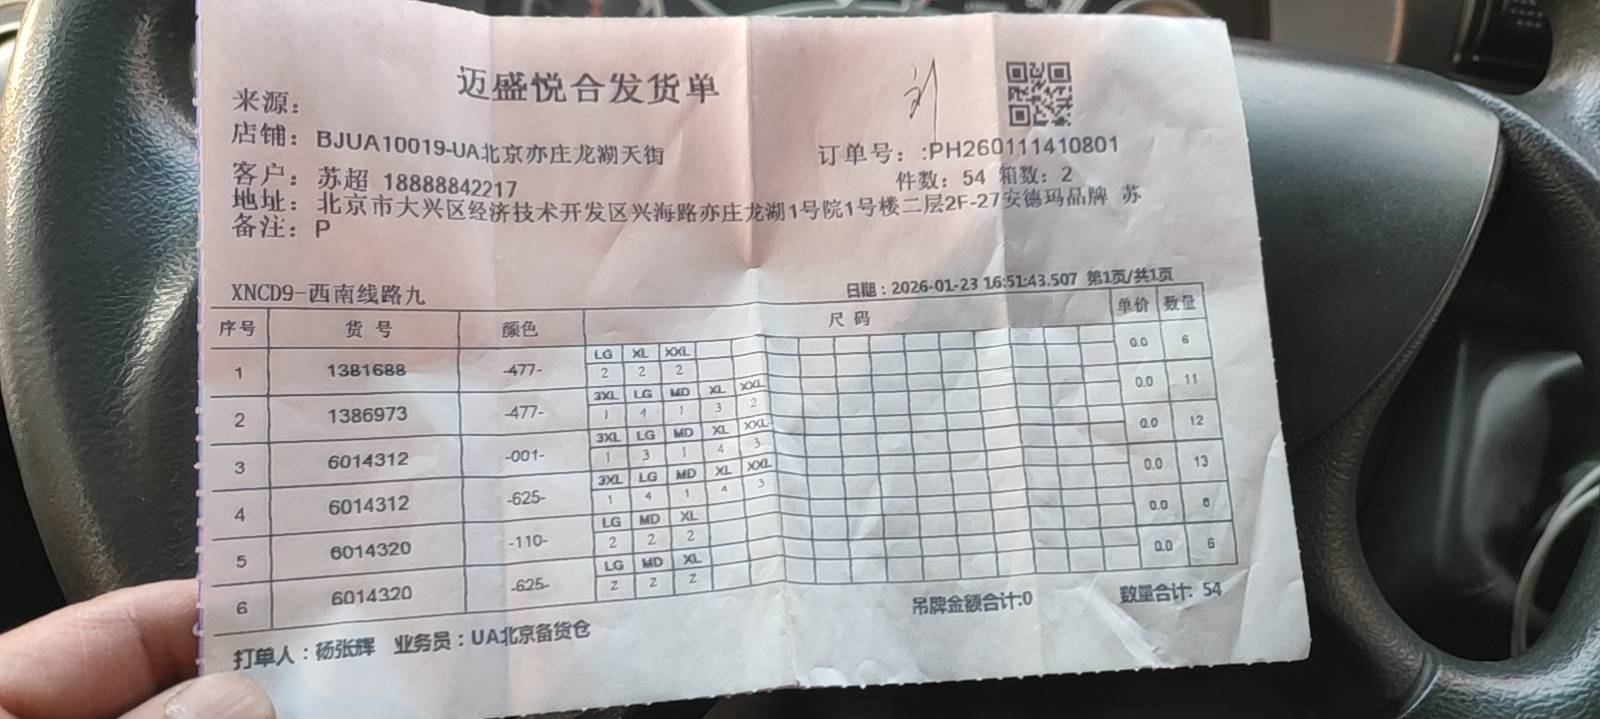 迈盛悦合发货单
刘
来源：
店铺：BJUA10019-UA北京亦庄龙湖天街
订单号：:PH260111410801
客户：苏超 18888842217
件数：54 箱数：2
地址：北京市大兴区经济技术开发区兴海路亦庄龙湖1号院1号楼二层2F-27安德玛品牌 苏
备注：P
XNCD9-西南线路九
日期：2026-01-23 16:51:43.507 第1页/共1页
序号 货号 颜色 尺码 单价 数量
LG XL XXL
1 1381688 -477- 2 2 2 0.0 6
3XL LG MD XL XXL
2 1386973 -477- 1 4 1 3 2 0.0 11
3XL LG MD XL XXL
3 6014312 -001- 1 3 1 4 3 0.0 12
3XL LG MD XL XXL
4 6014312 -625- 1 4 1 4 3 0.0 13
LG MD XL
5 6014320 -110- 2 2 2 0.0 6
LG MD XL
6 6014320 -625- 2 2 2 0.0 6
吊牌金额合计:0 数量合计: 54
打单人：杨张辉 业务员：UA北京备货仓